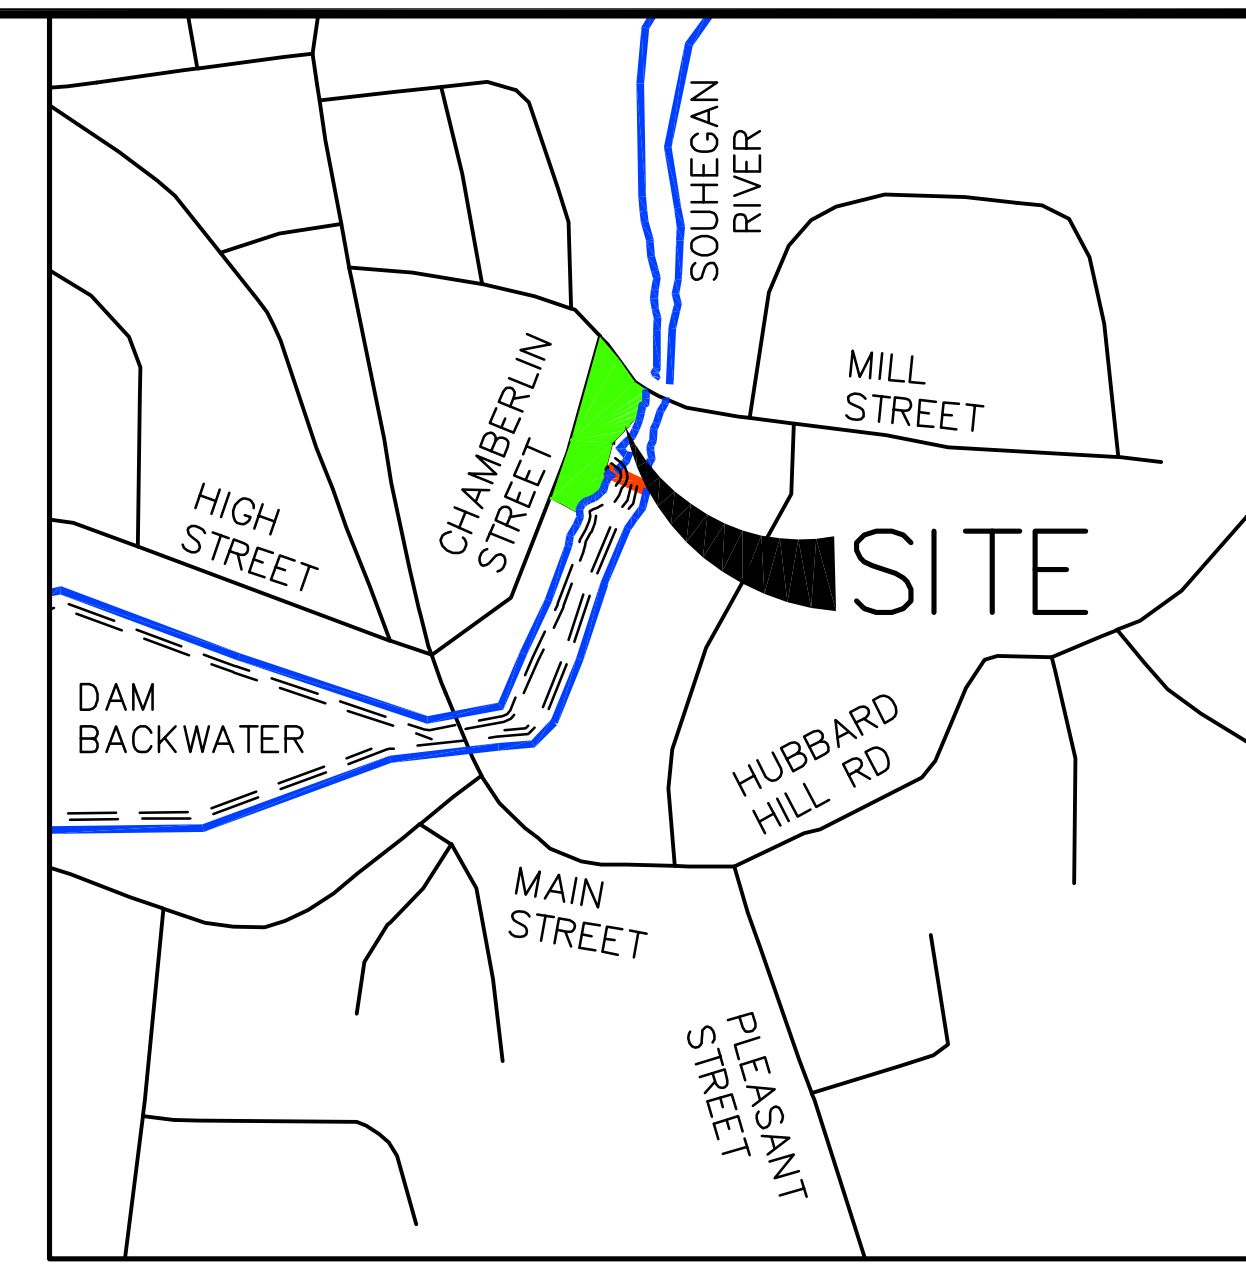 SOUHEGAN
RIVER
MILL
STREET
CHAMBERLIN
STREET
HIGH
STREET
SITE
DAM
BACKWATER
HUBBARD
HILL RD
MAIN
STREET
PLEASANT
STREET